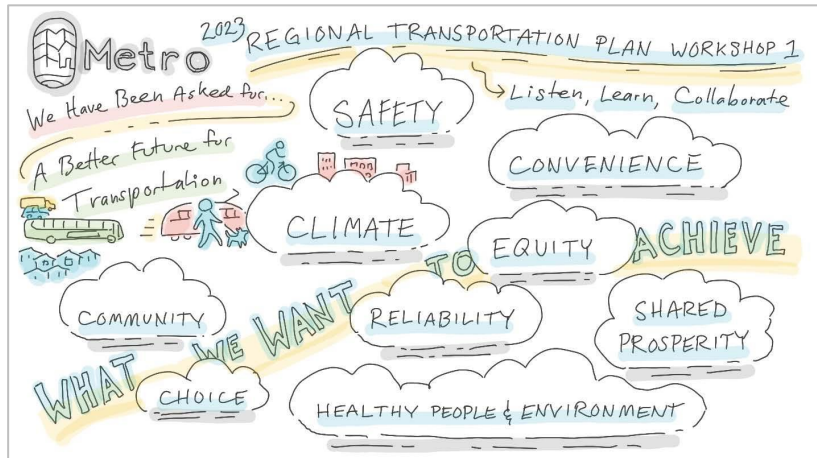 Metro
2023 REGIONAL TRANSPORTATION PLAN WORKSHOP 1
Listen, Learn, Collaborate
We Have Been Asked for...
A Better Future for
Transportation
SAFETY
CONVENIENCE
CLIMATE
EQUITY
COMMUNITY
RELIABILITY
SHARED
PROSPERITY
CHOICE
HEALTHY PEOPLE & ENVIRONMENT
WHAT WE WANT TO ACHIEVE